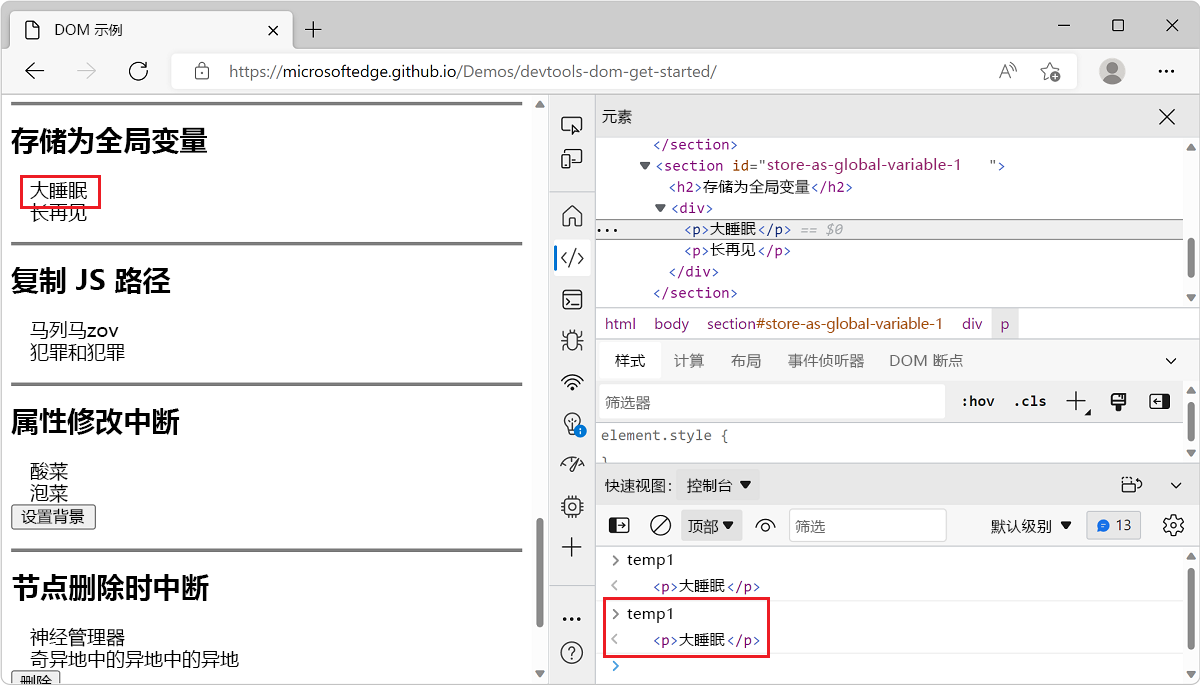 DOM 示例
https://microsoftedge.github.io/Demos/devtools-dom-get-started/
存储为全局变量
大睡眠
长再见
复制 JS 路径
马列马zov
犯罪和犯罪
属性修改中断
酸菜
泡菜
设置背景
节点删除时中断
神经管理器
奇异地中的异地中的异地
删除
元素
</section>
<section id="store-as-global-variable-1 ">
<h2>存储为全局变量</h2>
<div>
<p>大睡眠</p> == $0
<p>长再见</p>
</div>
</section>
html body section#store-as-global-variable-1 div p
样式 计算 布局 事件侦听器 DOM 断点
筛选器 :hov .cls
element.style {
}
快速视图: 控制台
顶部 筛选 默认级别 13
temp1
<p>大睡眠</p>
temp1
<p>大睡眠</p>